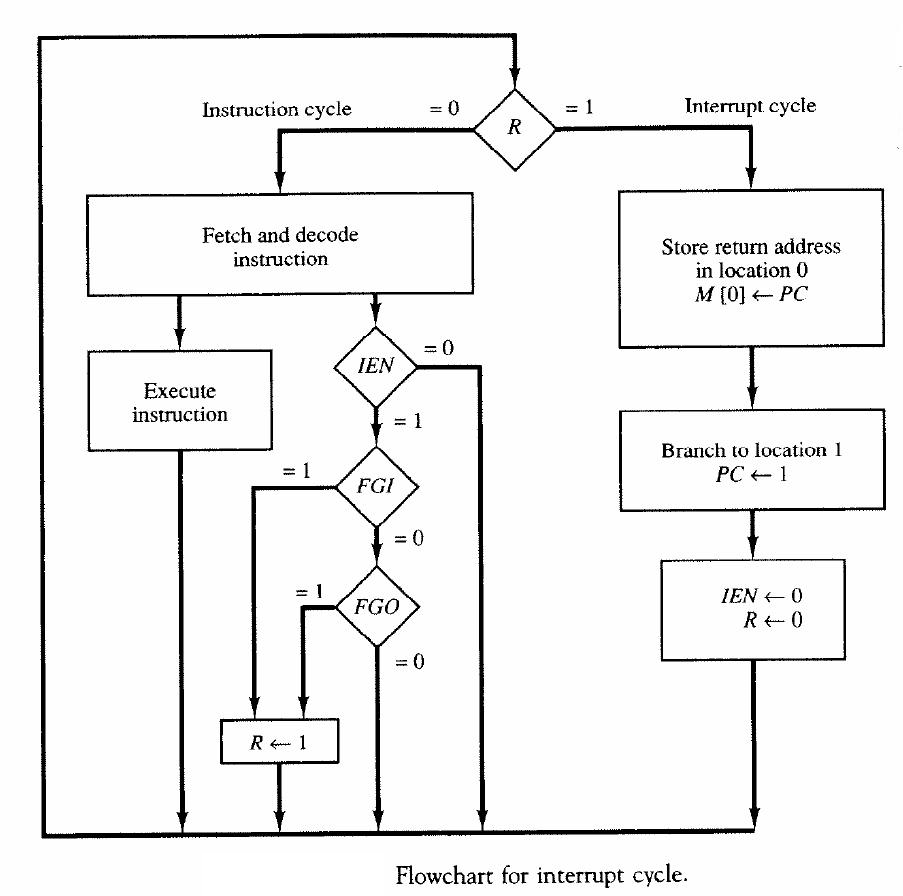 Instruction cycle
= 0
R
= 1
Interrupt cycle
Fetch and decode
instruction
Store return address
in location 0
M [0] ← PC
Execute
instruction
IEN
= 0
= 1
Branch to location 1
PC ← 1
= 1
FGI
= 0
= 1
FGO
= 0
IEN ← 0
R ← 0
R ← 1
Flowchart for interrupt cycle.